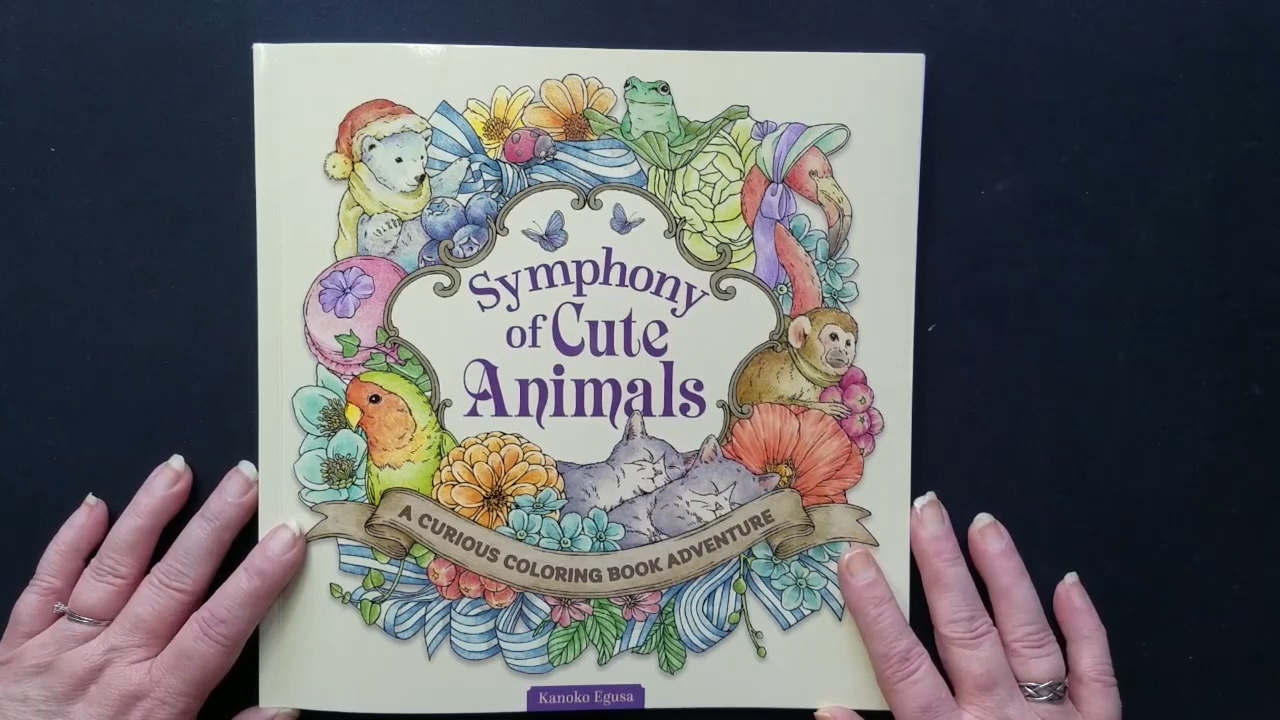 Symphony
of Cute
Animals
A CURIOUS COLORING BOOK ADVENTURE
Kanoko Egusa